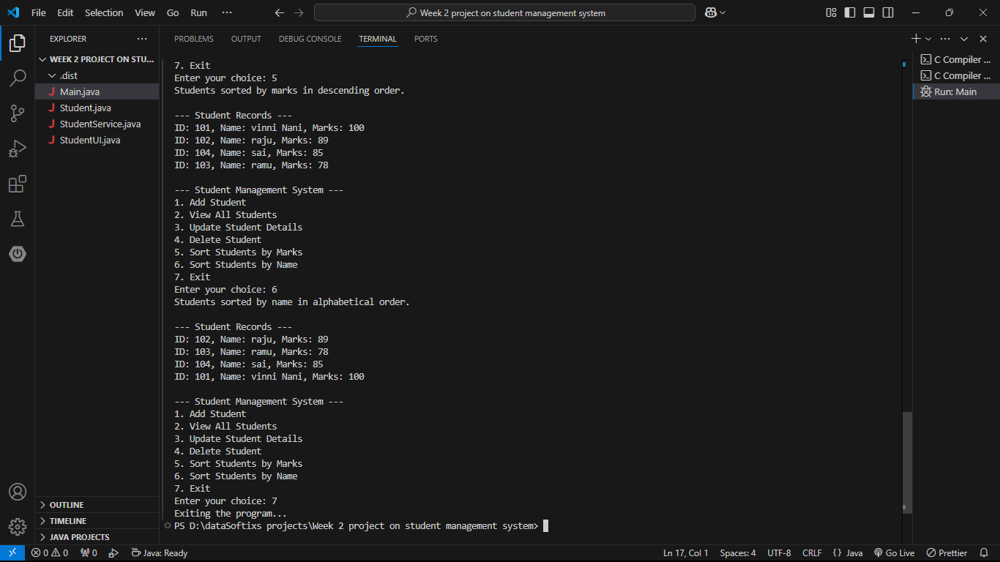 File Edit Selection View Go Run ···
Week 2 project on student management system
EXPLORER ···
WEEK 2 PROJECT ON STU...
.dist
J Main.java
J Student.java
J StudentService.java
J StudentUI.java
OUTLINE
TIMELINE
JAVA PROJECTS
PROBLEMS OUTPUT DEBUG CONSOLE TERMINAL PORTS
7. Exit
Enter your choice: 5
Students sorted by marks in descending order.
--- Student Records ---
ID: 101, Name: vinni Nani, Marks: 100
ID: 102, Name: raju, Marks: 89
ID: 104, Name: sai, Marks: 85
ID: 103, Name: ramu, Marks: 78
--- Student Management System ---
1. Add Student
2. View All Students
3. Update Student Details
4. Delete Student
5. Sort Students by Marks
6. Sort Students by Name
7. Exit
Enter your choice: 6
Students sorted by name in alphabetical order.
--- Student Records ---
ID: 102, Name: raju, Marks: 89
ID: 103, Name: ramu, Marks: 78
ID: 104, Name: sai, Marks: 85
ID: 101, Name: vinni Nani, Marks: 100
--- Student Management System ---
1. Add Student
2. View All Students
3. Update Student Details
4. Delete Student
5. Sort Students by Marks
6. Sort Students by Name
7. Exit
Enter your choice: 7
Exiting the program...
PS D:\dataSoftixs projects\Week 2 project on student management system>
C Compiler ...
C Compiler ...
Run: Main
0 0 0 Java: Ready Ln 17, Col 1 Spaces: 4 UTF-8 CRLF {} Java Go Live Prettier